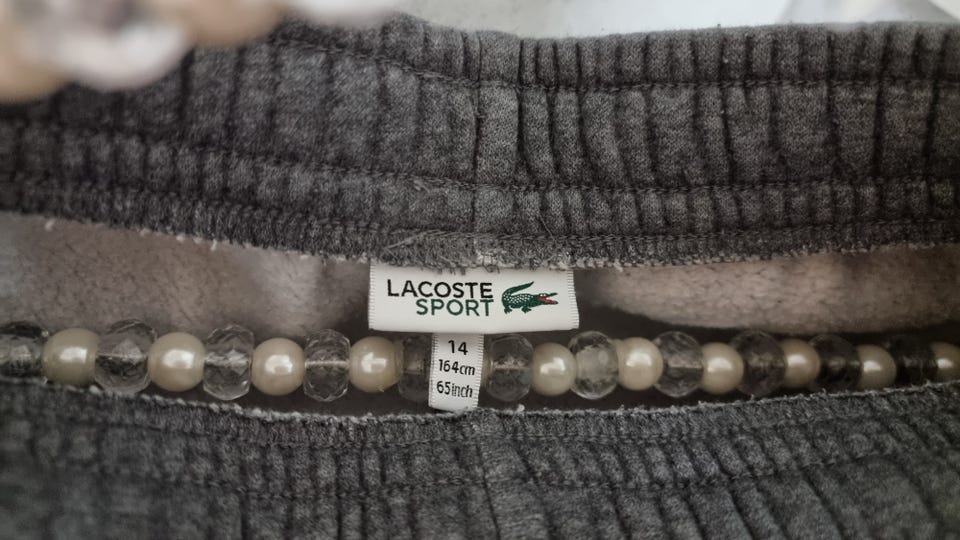 LACOSTE
SPORT
14
164cm
65inch